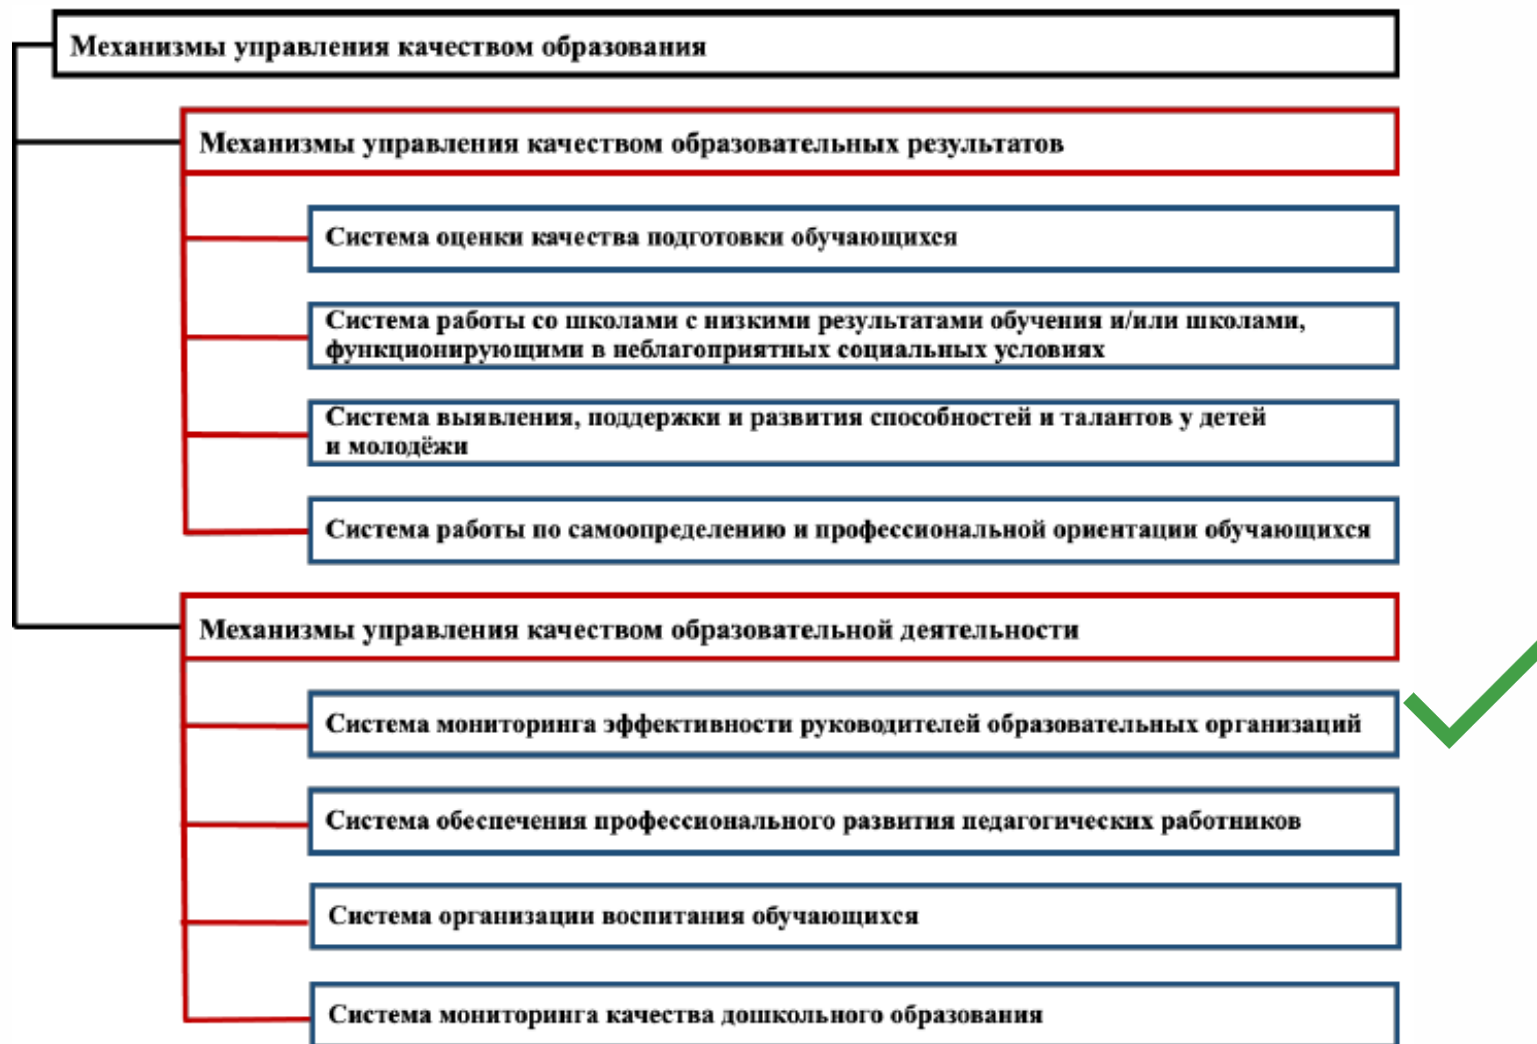 Механизмы управления качеством образования
Механизмы управления качеством образовательных результатов
Система оценки качества подготовки обучающихся
Система работы со школами с низкими результатами обучения и/или школами,
функционирующими в неблагоприятных социальных условиях
Система выявления, поддержки и развития способностей и талантов у детей
и молодёжи
Система работы по самоопределению и профессиональной ориентации обучающихся
Механизмы управления качеством образовательной деятельности
Система мониторинга эффективности руководителей образовательных организаций
Система обеспечения профессионального развития педагогических работников
Система организации воспитания обучающихся
Система мониторинга качества дошкольного образования